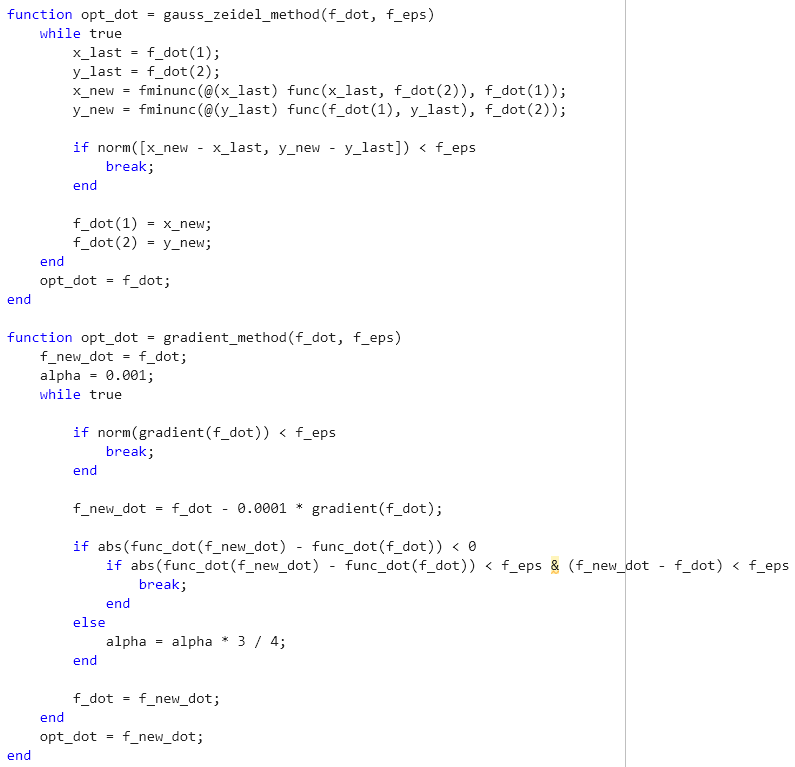 function opt_dot = gauss_zeidel_method(f_dot, f_eps)
    while true
        x_last = f_dot(1);
        y_last = f_dot(2);
        x_new = fminunc(@(x_last) func(x_last, f_dot(2)), f_dot(1));
        y_new = fminunc(@(y_last) func(f_dot(1), y_last), f_dot(2));

        if norm([x_new - x_last, y_new - y_last]) < f_eps
            break;
        end

        f_dot(1) = x_new;
        f_dot(2) = y_new;
    end
    opt_dot = f_dot;
end

function opt_dot = gradient_method(f_dot, f_eps)
    f_new_dot = f_dot;
    alpha = 0.001;
    while true

        if norm(gradient(f_dot)) < f_eps
            break;
        end

        f_new_dot = f_dot - 0.0001 * gradient(f_dot);

        if abs(func_dot(f_new_dot) - func_dot(f_dot)) < 0
            if abs(func_dot(f_new_dot) - func_dot(f_dot)) < f_eps & (f_new_dot - f_dot) < f_eps
                break;
            end
        else
            alpha = alpha * 3 / 4;
        end

        f_dot = f_new_dot;
    end
    opt_dot = f_new_dot;
end